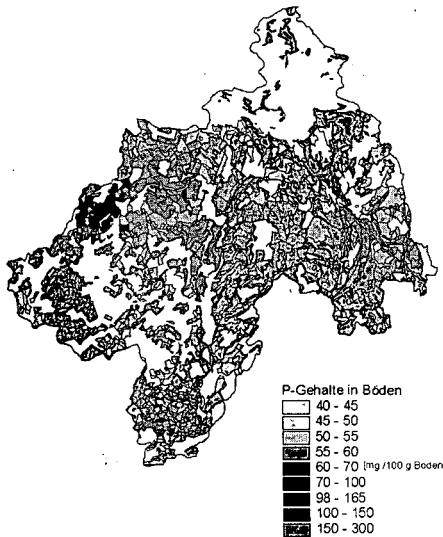 P-Gehalte in Böden
40 - 45
45 - 50
50 - 55
55 - 60
60 - 70 [mg /100 g Boden
70 - 100
98 - 165
100 - 150
150 - 300